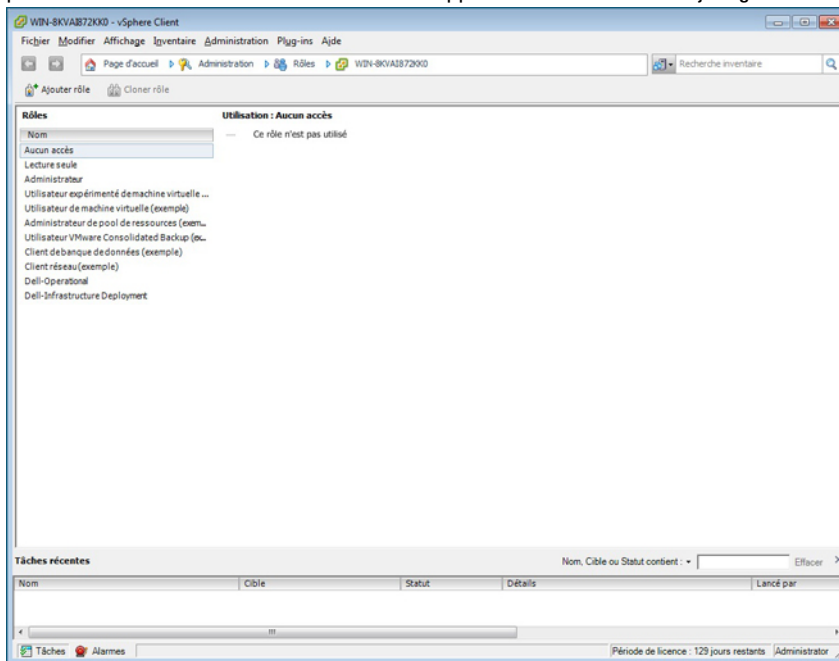 WIN-8KVAIB72KK0 - vSphere Client
Fichier Modifier Affichage Inventaire Administration Plug-ins Ajde
Page d'accueil Administration Rôles WIN-8KVAIB72KK0 Recherche inventaire
Ajouter rôle Cloner rôle
Rôles Utilisation : Aucun accès
Nom Ce rôle n'est pas utilisé
Aucun accès
Lecture seule
Administrateur
Utilisateur expérimenté de machine virtuelle ...
Utilisateur de machine virtuelle (exemple)
Administrateur de pool de ressources (exem...
Utilisateur VMware Consolidated Backup (ex...
Client de banque de données (exemple)
Client réseau (exemple)
Dell-Operational
Dell-Infrastructure Deployment
Tâches récentes Nom, Cible ou Statut contient : Effacer
Nom Cible Statut Détails Lancé par
Tâches Alarmes Période de licence : 129 jours restants Administrator